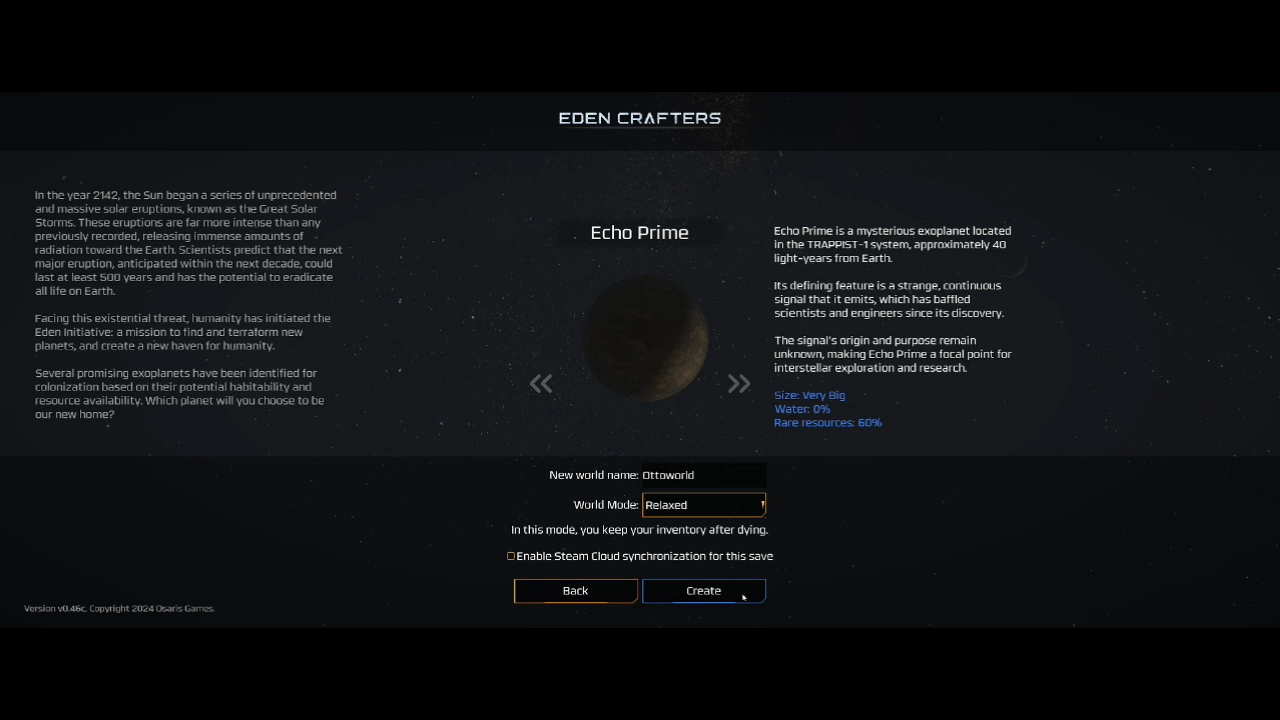 EDEN CRAFTERS
In the year 2142, the Sun began a series of unprecedented
and massive solar eruptions, known as the Great Solar
Storms. These eruptions are far more intense than any
previously recorded, releasing immense amounts of
radiation toward the Earth. Scientists predict that the next
major eruption, anticipated within the next decade, could
last at least 500 years and has the potential to eradicate
all life on Earth.
Facing this existential threat, humanity has initiated the
Eden Initiative: a mission to find and terraform new
planets, and create a new haven for humanity.
Several promising exoplanets have been identified for
colonization based on their potential habitability and
resource availability. Which planet will you choose to be
our new home?
Echo Prime
Echo Prime is a mysterious exoplanet located
in the TRAPPIST-1 system, approximately 40
light-years from Earth.
Its defining feature is a strange, continuous
signal that it emits, which has baffled
scientists and engineers since its discovery.
The signal's origin and purpose remain
unknown, making Echo Prime a focal point for
interstellar exploration and research.
Size: Very Big
Water: 0%
Rare resources: 60%
New world name: Ottoworld
World Mode: Relaxed
In this mode, you keep your inventory after dying.
Enable Steam Cloud synchronization for this save
Back Create
Version v0.46c. Copyright 2024 Osaris Games.